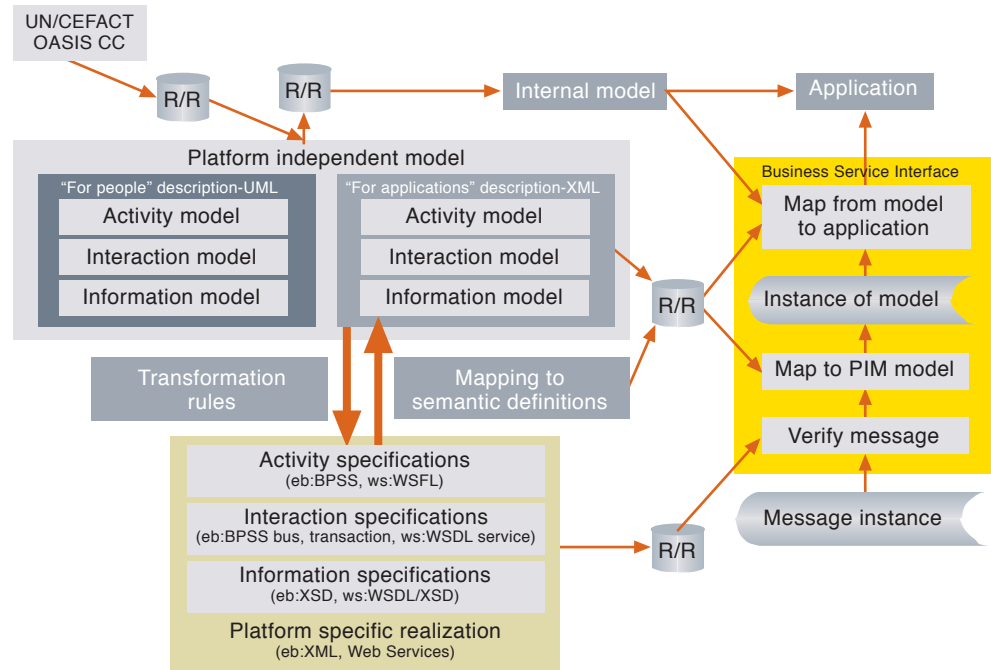 UN/CEFACT
OASIS CC
R/R
R/R
Internal model
Application
Platform independent model
“For people” description-UML
Activity model
Interaction model
Information model
“For applications” description-XML
Activity model
Interaction model
Information model
R/R
Business Service Interface
Map from model
to application
Instance of model
Map to PIM model
Verify message
Message instance
Transformation
rules
Mapping to
semantic definitions
Activity specifications
(eb:BPSS, ws:WSFL)
Interaction specifications
(eb:BPSS bus, transaction, ws:WSDL service)
Information specifications
(eb:XSD, ws:WSDL/XSD)
Platform specific realization
(eb:XML, Web Services)
R/R